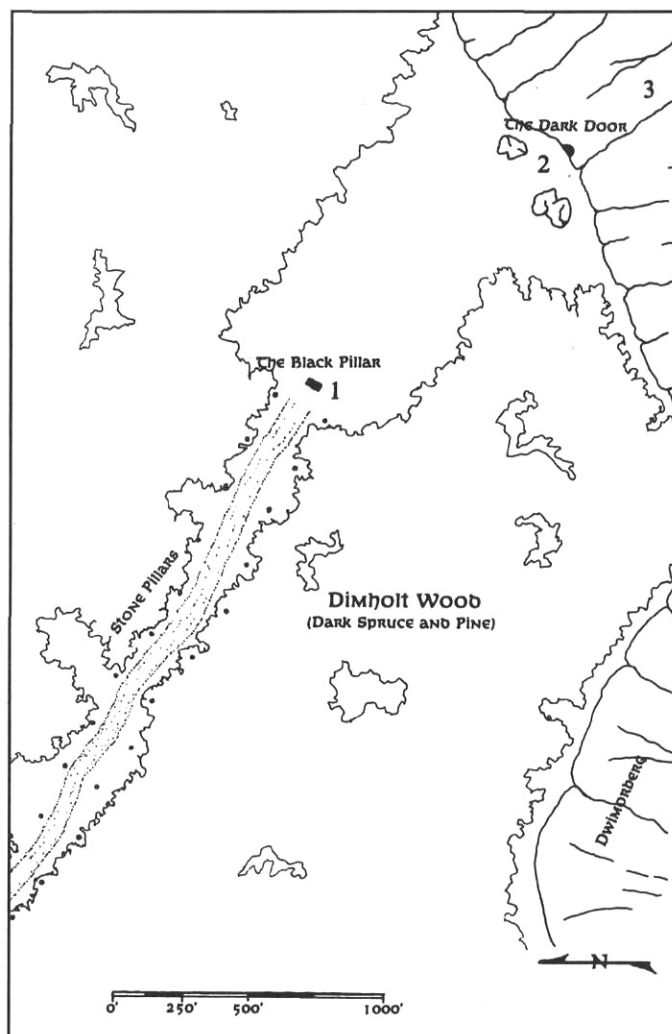 3
The Dark Door
2
The Black Pillar
1
Stone Pillars
Dimholt Wood
(Dark Spruce and Pine)
Dwimorberg
N
0' 250' 500' 1000'